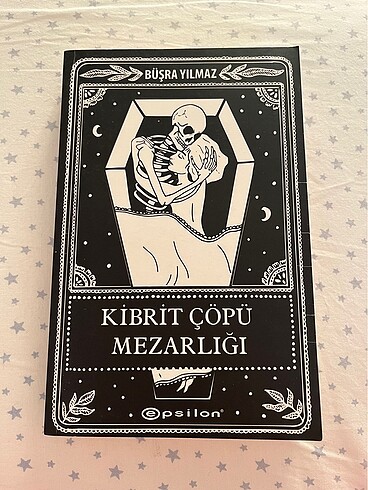 BÜŞRA YILMAZ
KİBRİT ÇÖPÜ
MEZARLIĞI
epsilon®